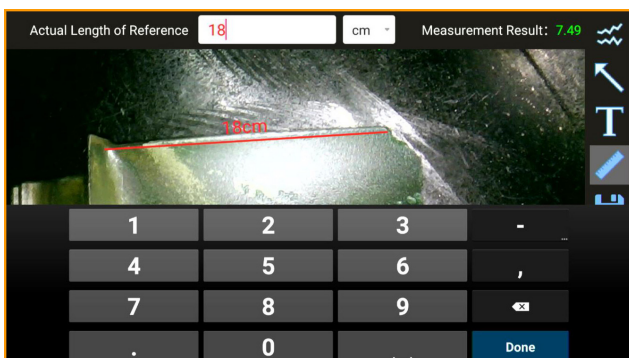 Actual Length of Reference 18 cm Measurement Result: 7.49
T
18cm
1 2 3 - ...
4 5 6 ,
7 8 9
. 0 Done